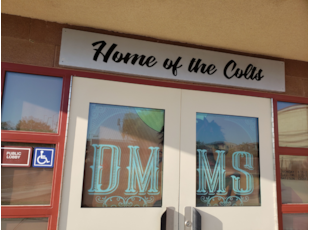 Home of the Colts
PUBLIC
LOBBY
DM MS